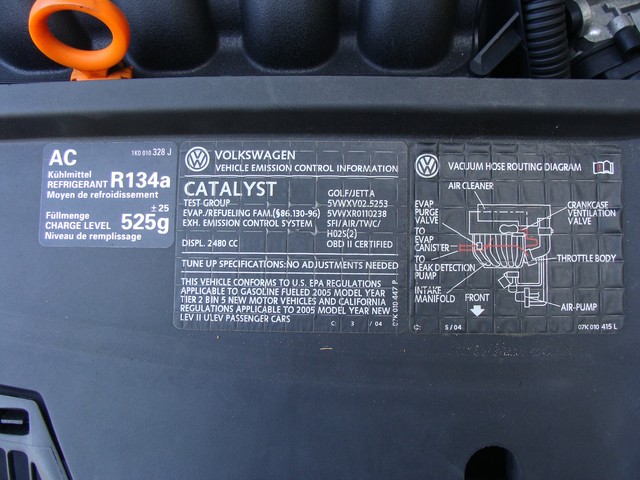 AC 1K0 010 328 J
Kühlmittel
REFRIGERANT R134a
Moyen de refroidissement
Füllmenge ±25
CHARGE LEVEL 525g
Niveau de remplissage
VOLKSWAGEN
VEHICLE EMISSION CONTROL INFORMATION
CATALYST GOLF/JETTA
TEST GROUP 5VWXV02.5253
EVAP./REFUELING FAM.(§86.130-96) 5VWXR0110238
EXH. EMISSION CONTROL SYSTEM SFI/AIR/TWC/
HO2S(2)
DISPL. 2480 CC OBD II CERTIFIED
TUNE UP SPECIFICATIONS:NO ADJUSTMENTS NEEDED
THIS VEHICLE CONFORMS TO U.S. EPA REGULATIONS
APPLICABLE TO GASOLINE FUELED 2005 MODEL YEAR
TIER 2 BIN 5 NEW MOTOR VEHICLES AND CALIFORNIA
REGULATIONS APPLICABLE TO 2005 MODEL YEAR NEW
LEV II ULEV PASSENGER CARS
C: 3 / 04
07K 010 447 P
VACUUM HOSE ROUTING DIAGRAM
AIR CLEANER
EVAP
PURGE
VALVE
CRANKCASE
VENTILATION
VALVE
TO
EVAP
CANISTER
TO
LEAK DETECTION
PUMP
THROTTLE BODY
INTAKE
MANIFOLD
FRONT
AIR-PUMP
C: 5/04 07K 010 415 L